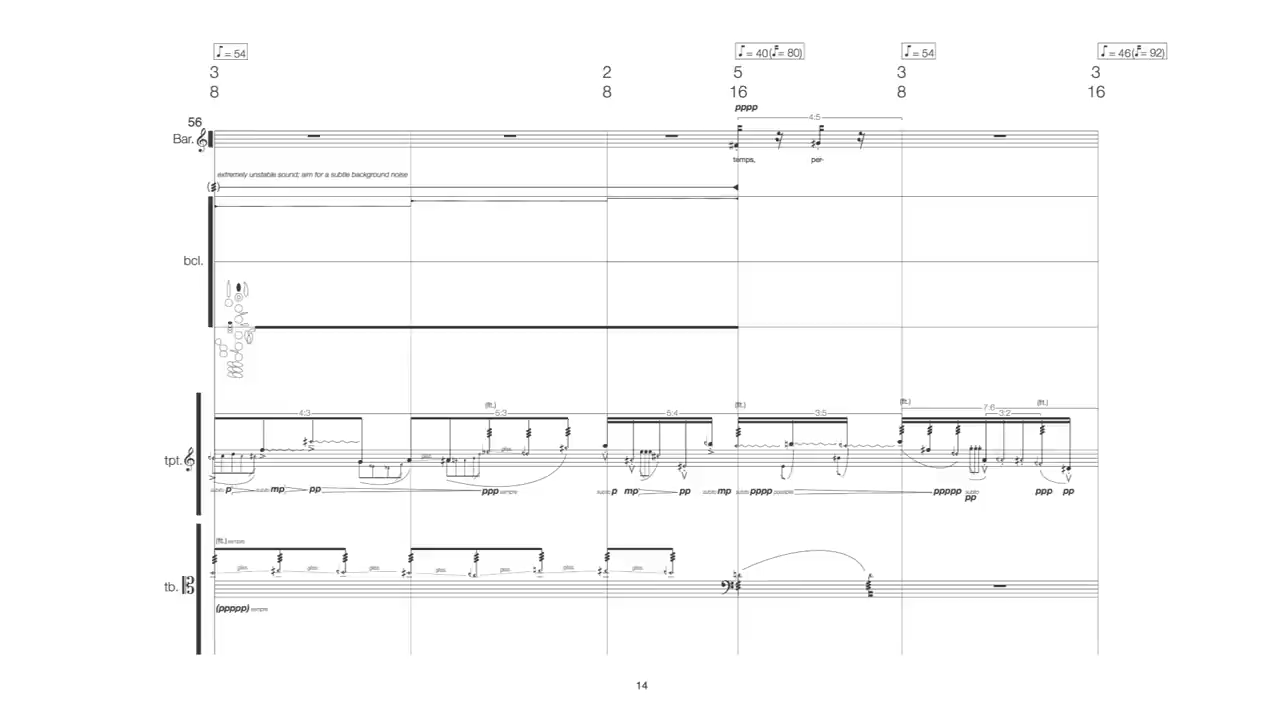 ♩= 54
♩= 40(♬= 80)
♩= 54
♩= 46(♬= 92)
3 2 5 3 3
8 8 16 8 16
pppp
56
4:5
Bar.
temps, per-
extremely unstable sound: aim for a subtle background noise
bcl.
(flt.) (flt.) (flt.) (flt.)
4:3 5:3 5:4 3:5 7:6
3:2
gliss. gliss.
tpt.
subito p subito mp pp ppp sempre subito p mp pp subito mp subito pppp ppppp subito ppp pp
pp
(flt.) sempre
gliss. gliss. gliss. gliss. gliss. gliss.
tb.
(ppppp) sempre
14